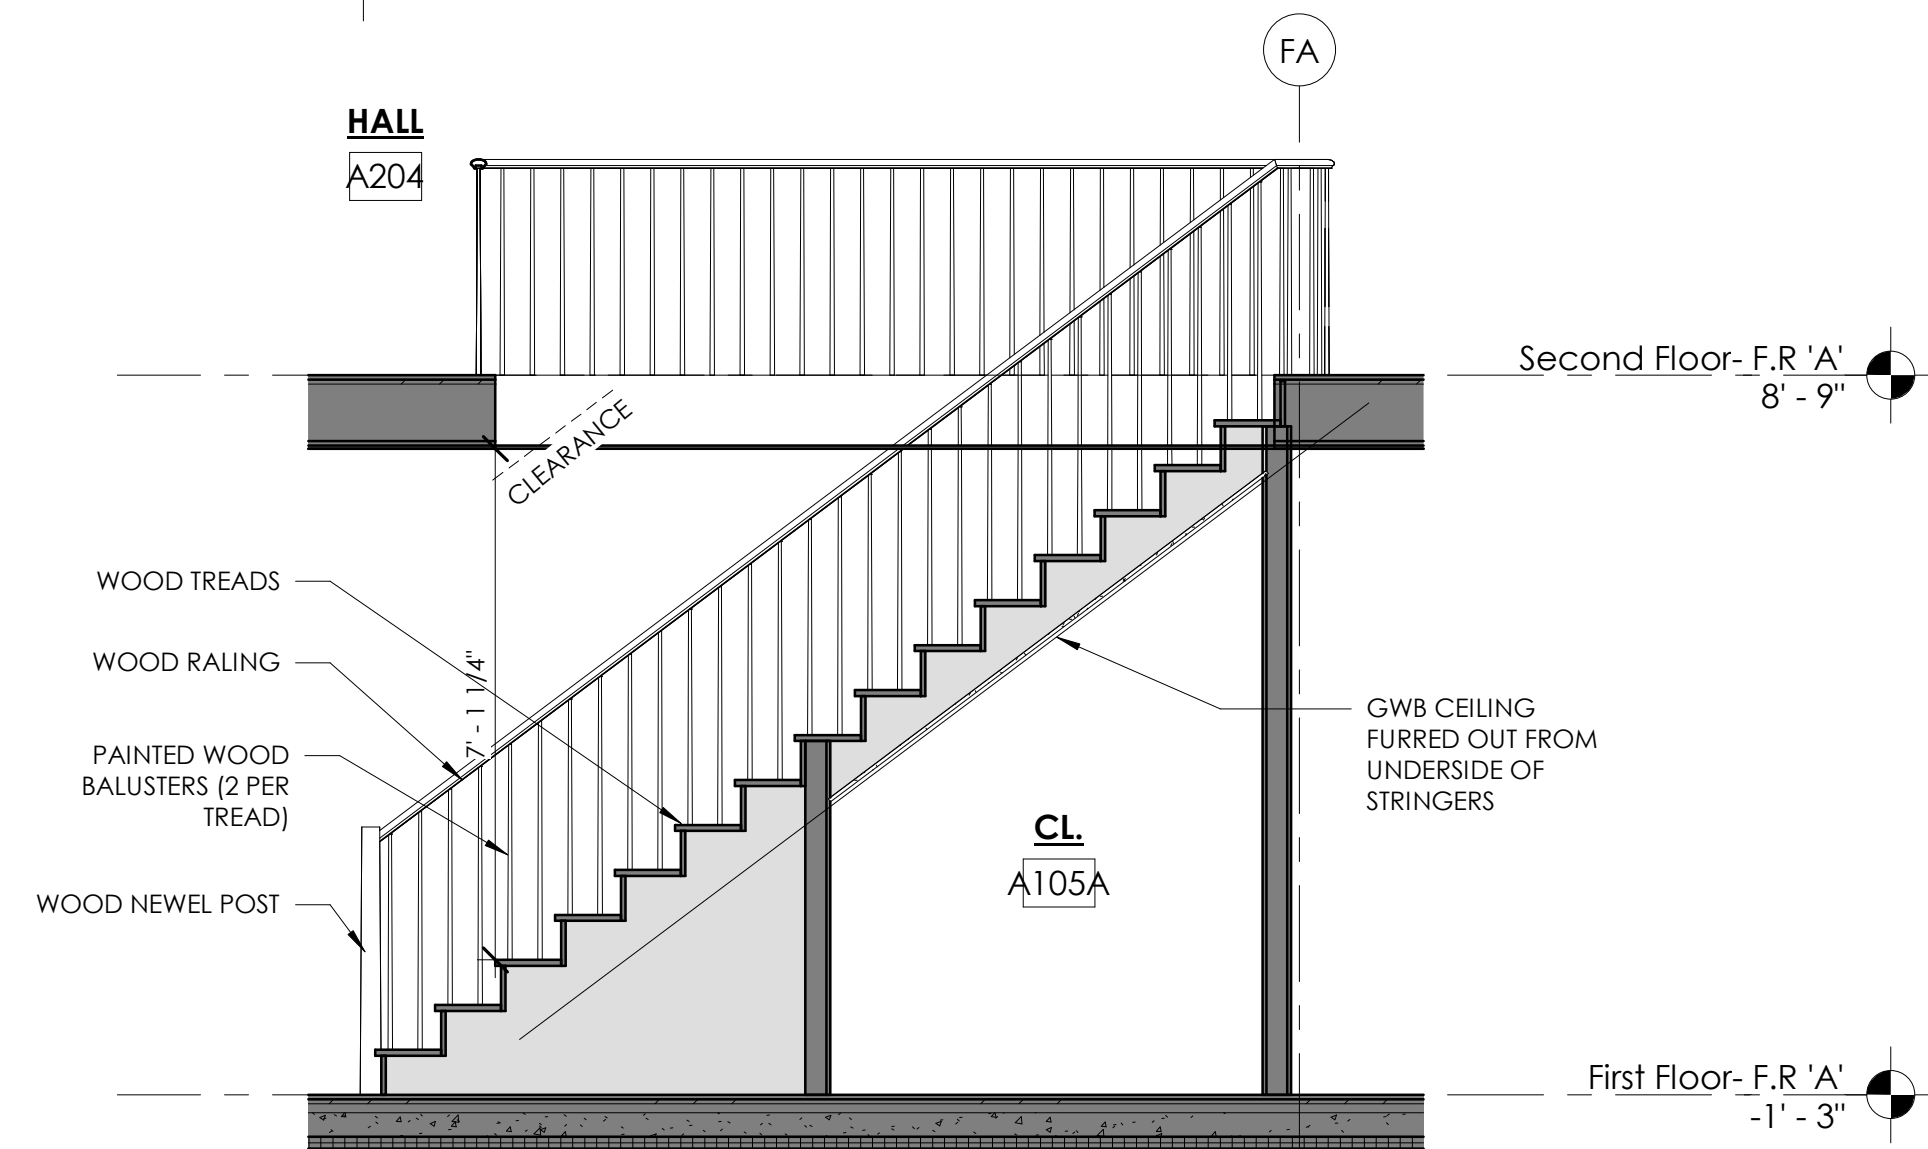 FA
HALL
A204
Second Floor- F.R 'A'
8' - 9"
CLEARANCE
WOOD TREADS
WOOD RALING
7' - 1 1/4"
PAINTED WOOD
BALUSTERS (2 PER
TREAD)
WOOD NEWEL POST
GWB CEILING
FURRED OUT FROM
UNDERSIDE OF
STRINGERS
CL.
A105A
First Floor- F.R 'A'
-1' - 3"